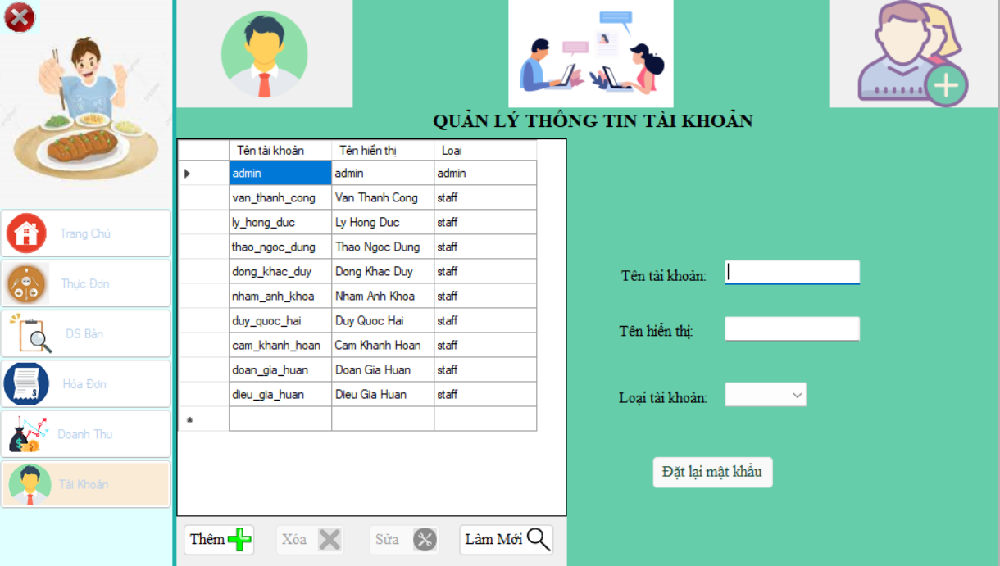 QUẢN LÝ THÔNG TIN TÀI KHOẢN
Trang Chủ
Thực Đơn
DS Bàn
Hóa Đơn
Doanh Thu
Tài Khoản
Tên tài khoản Tên hiển thị Loại
admin admin admin
van_thanh_cong Van Thanh Cong staff
ly_hong_duc Ly Hong Duc staff
thao_ngoc_dung Thao Ngoc Dung staff
dong_khac_duy Dong Khac Duy staff
nham_anh_khoa Nham Anh Khoa staff
duy_quoc_hai Duy Quoc Hai staff
cam_khanh_hoan Cam Khanh Hoan staff
doan_gia_huan Doan Gia Huan staff
dieu_gia_huan Dieu Gia Huan staff
Tên tài khoản:
Tên hiển thị:
Loại tài khoản:
Đặt lại mật khẩu
Thêm
Xóa
Sửa
Làm Mới